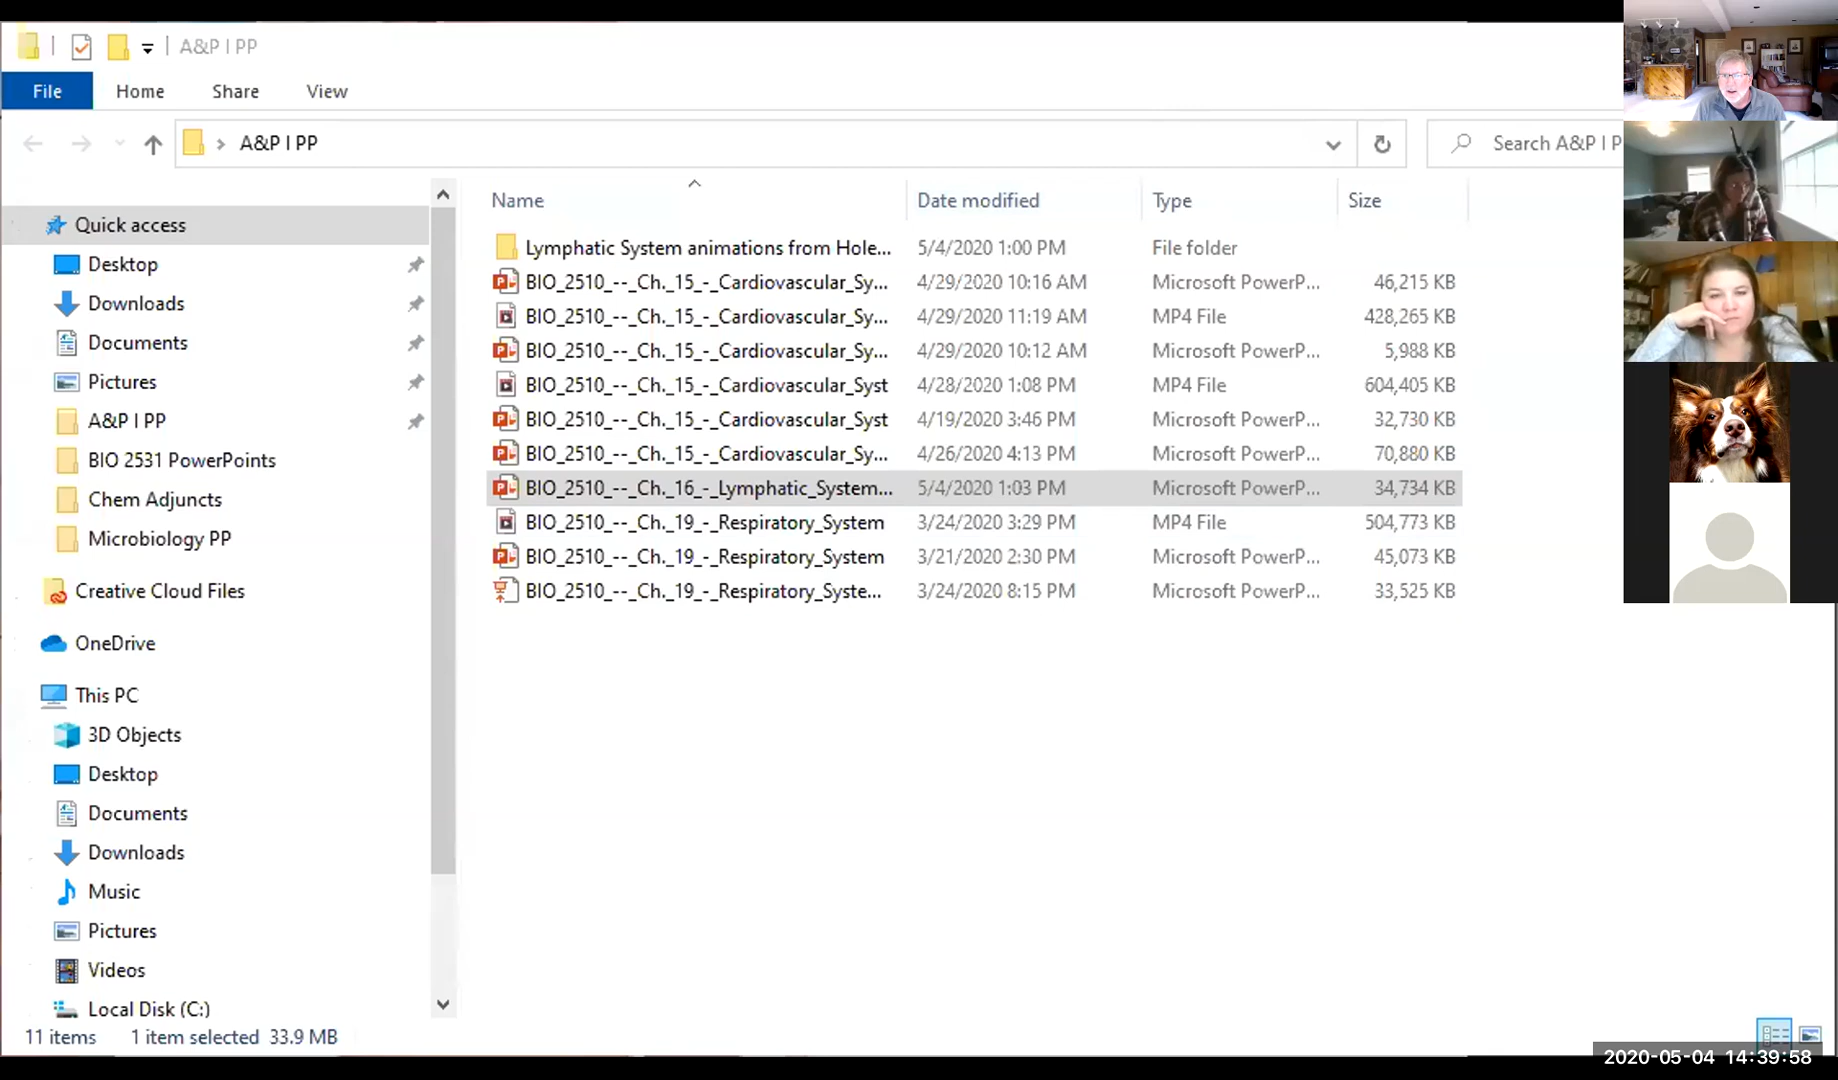 A&P I PP
File Home Share View
A&P I PP
Search A&P I P
Name Date modified Type Size
Quick access
Desktop
Downloads
Documents
Pictures
A&P I PP
BIO 2531 PowerPoints
Chem Adjuncts
Microbiology PP
Creative Cloud Files
OneDrive
This PC
3D Objects
Desktop
Documents
Downloads
Music
Pictures
Videos
Local Disk (C:)
Lymphatic System animations from Hole... 5/4/2020 1:00 PM File folder
BIO_2510_--_Ch._15_-_Cardiovascular_Sy... 4/29/2020 10:16 AM Microsoft PowerP... 46,215 KB
BIO_2510_--_Ch._15_-_Cardiovascular_Sy... 4/29/2020 11:19 AM MP4 File 428,265 KB
BIO_2510_--_Ch._15_-_Cardiovascular_Sy... 4/29/2020 10:12 AM Microsoft PowerP... 5,988 KB
BIO_2510_--_Ch._15_-_Cardiovascular_Syst 4/28/2020 1:08 PM MP4 File 604,405 KB
BIO_2510_--_Ch._15_-_Cardiovascular_Syst 4/19/2020 3:46 PM Microsoft PowerP... 32,730 KB
BIO_2510_--_Ch._15_-_Cardiovascular_Sy... 4/26/2020 4:13 PM Microsoft PowerP... 70,880 KB
BIO_2510_--_Ch._16_-_Lymphatic_System... 5/4/2020 1:03 PM Microsoft PowerP... 34,734 KB
BIO_2510_--_Ch._19_-_Respiratory_System 3/24/2020 3:29 PM MP4 File 504,773 KB
BIO_2510_--_Ch._19_-_Respiratory_System 3/21/2020 2:30 PM Microsoft PowerP... 45,073 KB
BIO_2510_--_Ch._19_-_Respiratory_Syste... 3/24/2020 8:15 PM Microsoft PowerP... 33,525 KB
11 items 1 item selected 33.9 MB
2020-05-04 14:39:58